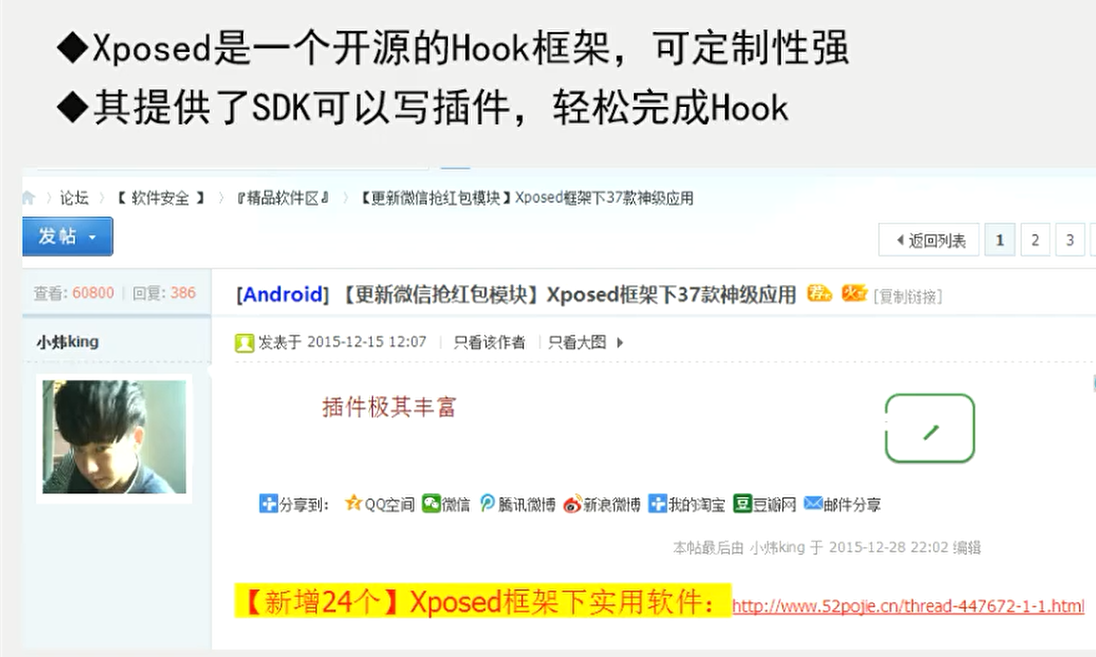 ◆Xposed是一个开源的Hook框架，可定制性强
◆其提供了SDK可以写插件，轻松完成Hook
论坛 〉 【 软件安全 】 〉 『精品软件区』 〉 【更新微信抢红包模块】Xposed框架下37款神级应用
发帖
返回列表 1 2 3
查看: 60800 | 回复: 386
[Android] 【更新微信抢红包模块】Xposed框架下37款神级应用 荐 火 [复制链接]
小炜king
发表于 2015-12-15 12:07 | 只看该作者 | 只看大图
插件极其丰富
分享到: QQ空间 微信 腾讯微博 新浪微博 我的淘宝 豆瓣网 邮件分享
本帖最后由 小炜king 于 2015-12-28 22:02 编辑
【新增24个】Xposed框架下实用软件：http://www.52pojie.cn/thread-447672-1-1.html